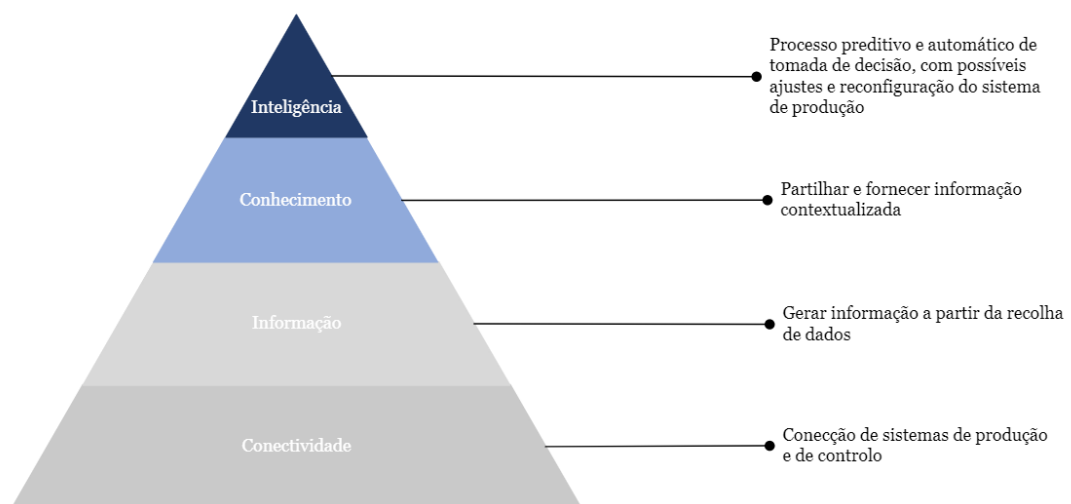 Inteligência
Processo preditivo e automático de
tomada de decisão, com possíveis
ajustes e reconfiguração do sistema
de produção
Conhecimento
Partilhar e fornecer informação
contextualizada
Informação
Gerar informação a partir da recolha
de dados
Conectividade
Conecção de sistemas de produção
e de controlo